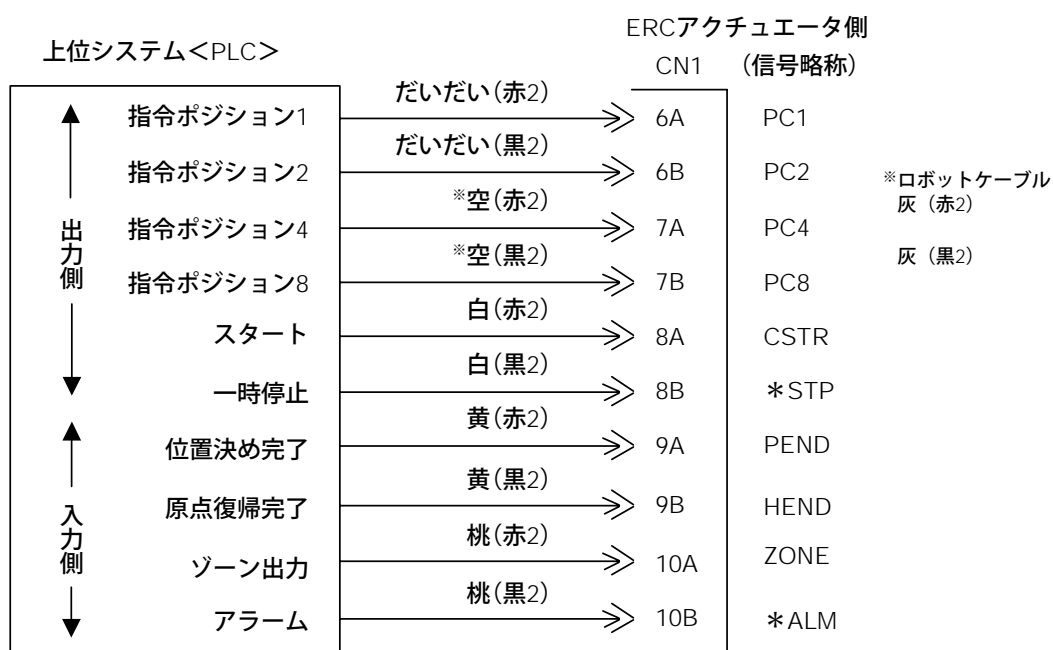 ERCアクチュエータ側
上位システム<PLC>
CN1 (信号略称)
だいだい(赤2)
指令ポジション1 6A PC1
だいだい(黒2)
指令ポジション2 6B PC2
※ロボットケーブル
灰(赤2)
灰(黒2)
※空(赤2)
指令ポジション4 7A PC4
※空(黒2)
指令ポジション8 7B PC8
出力側
白(赤2)
スタート 8A CSTR
白(黒2)
一時停止 8B *STP
黄(赤2)
位置決め完了 9A PEND
黄(黒2)
原点復帰完了 9B HEND
入力側
桃(赤2)
ゾーン出力 10A ZONE
桃(黒2)
アラーム 10B *ALM